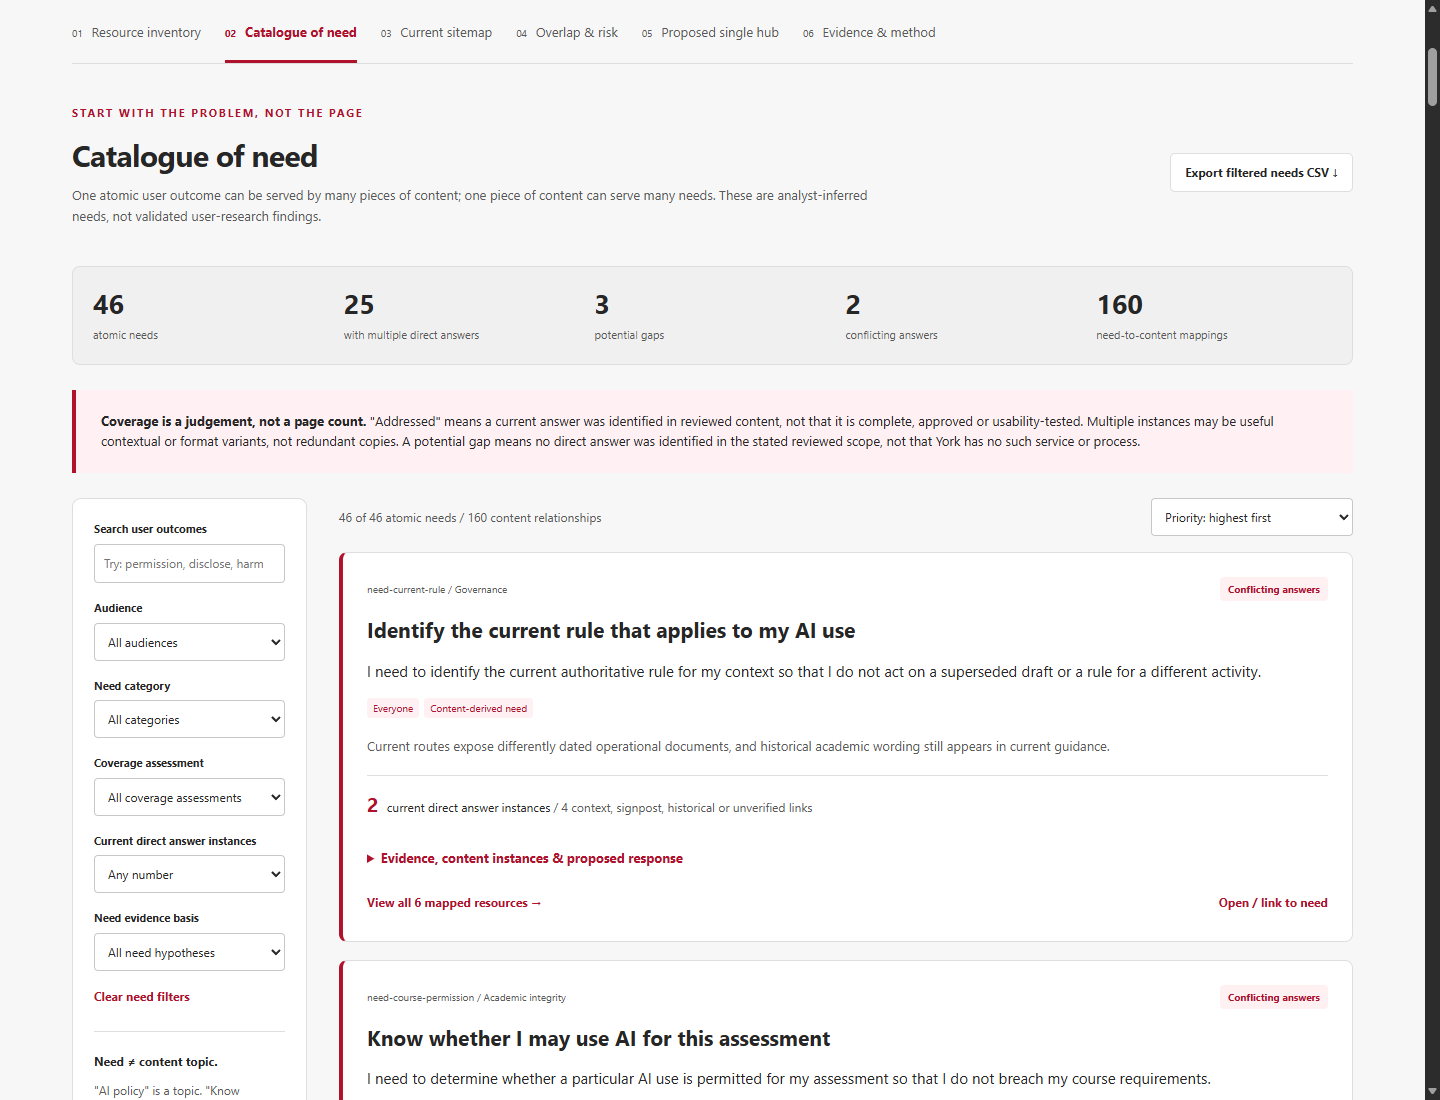 01 Resource inventory
02 Catalogue of need
03 Current sitemap
04 Overlap & risk
05 Proposed single hub
06 Evidence & method
START WITH THE PROBLEM, NOT THE PAGE
Catalogue of need
One atomic user outcome can be served by many pieces of content; one piece of content can serve many needs. These are analyst-inferred
needs, not validated user-research findings.
Export filtered needs CSV ↓
46
atomic needs
25
with multiple direct answers
3
potential gaps
2
conflicting answers
160
need-to-content mappings
Coverage is a judgement, not a page count. "Addressed" means a current answer was identified in reviewed content, not that it is complete, approved or usability-tested. Multiple instances may be useful
contextual or format variants, not redundant copies. A potential gap means no direct answer was identified in the stated reviewed scope, not that York has no such service or process.
Search user outcomes
Try: permission, disclose, harm
Audience
All audiences
Need category
All categories
Coverage assessment
All coverage assessments
Current direct answer instances
Any number
Need evidence basis
All need hypotheses
Clear need filters
Need ≠ content topic.
"AI policy" is a topic. "Know
46 of 46 atomic needs / 160 content relationships
Priority: highest first
need-current-rule / Governance
Conflicting answers
Identify the current rule that applies to my AI use
I need to identify the current authoritative rule for my context so that I do not act on a superseded draft or a rule for a different activity.
Everyone
Content-derived need
Current routes expose differently dated operational documents, and historical academic wording still appears in current guidance.
2 current direct answer instances / 4 context, signpost, historical or unverified links
▶ Evidence, content instances & proposed response
View all 6 mapped resources →
Open / link to need
need-course-permission / Academic integrity
Conflicting answers
Know whether I may use AI for this assessment
I need to determine whether a particular AI use is permitted for my assessment so that I do not breach my course requirements.